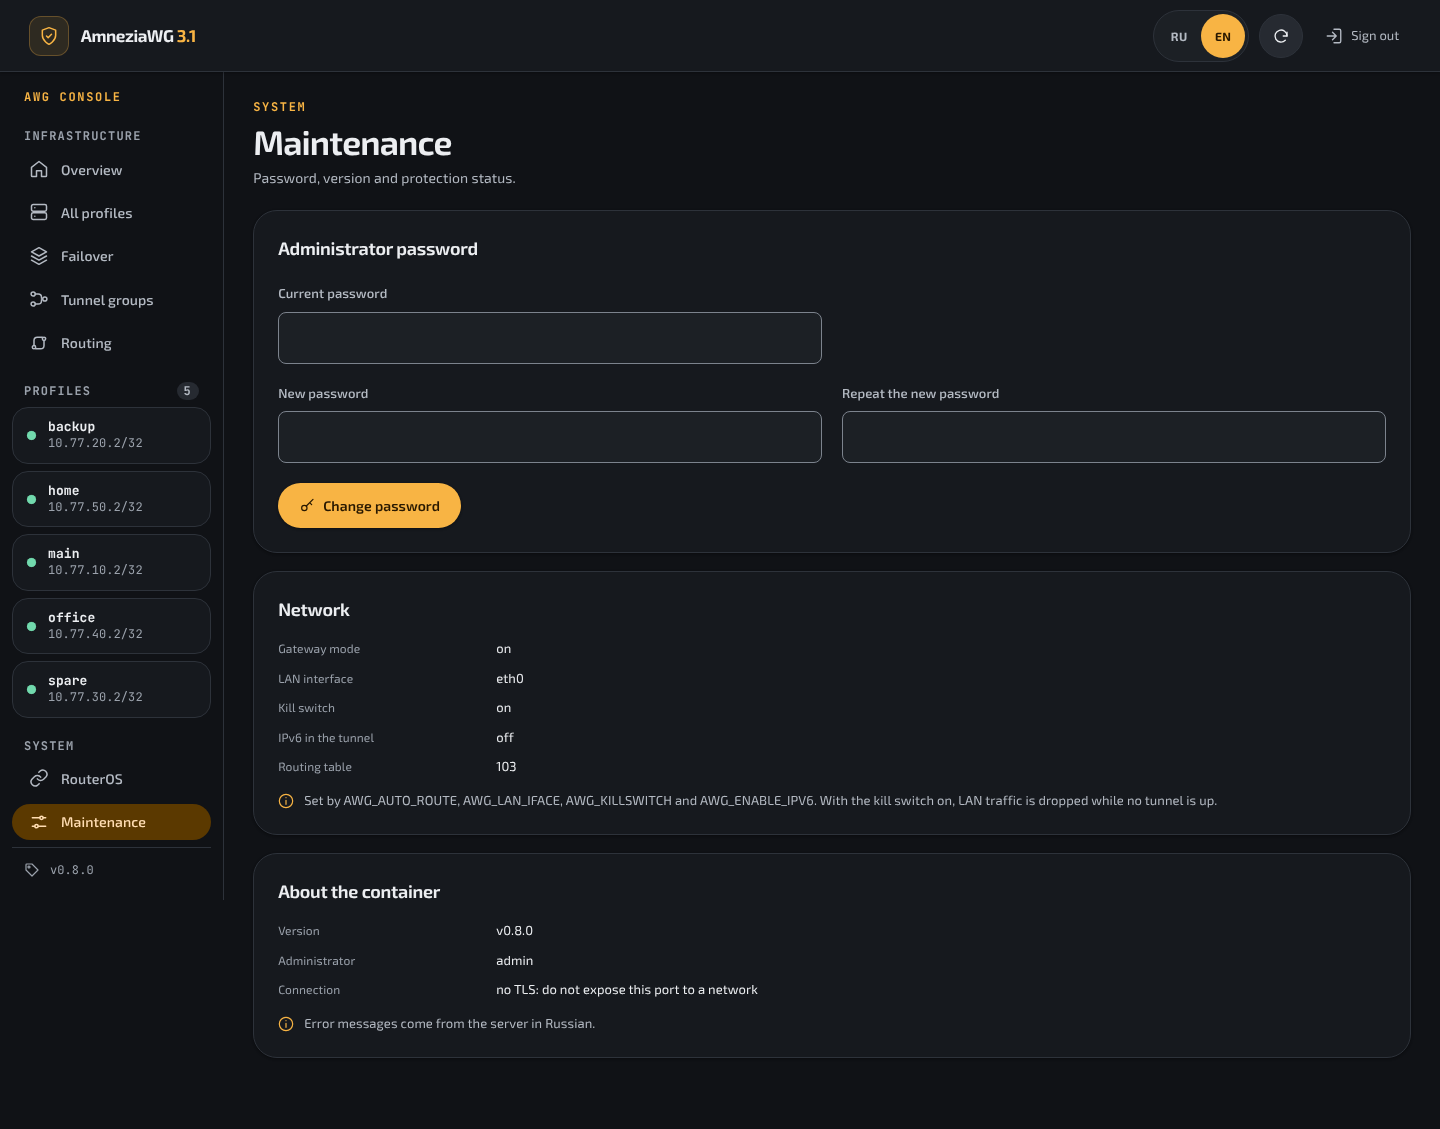 AmneziaWG 3.1
RU
EN
Sign out
AWG CONSOLE
INFRASTRUCTURE
Overview
All profiles
Failover
Tunnel groups
Routing
PROFILES 5
backup
10.77.20.2/32
home
10.77.50.2/32
main
10.77.10.2/32
office
10.77.40.2/32
spare
10.77.30.2/32
SYSTEM
RouterOS
Maintenance
v0.8.0
SYSTEM
Maintenance
Password, version and protection status.
Administrator password
Current password
New password
Repeat the new password
Change password
Network
Gateway mode on
LAN interface eth0
Kill switch on
IPv6 in the tunnel off
Routing table 103
Set by AWG_AUTO_ROUTE, AWG_LAN_IFACE, AWG_KILLSWITCH and AWG_ENABLE_IPV6. With the kill switch on, LAN traffic is dropped while no tunnel is up.
About the container
Version v0.8.0
Administrator admin
Connection no TLS: do not expose this port to a network
Error messages come from the server in Russian.